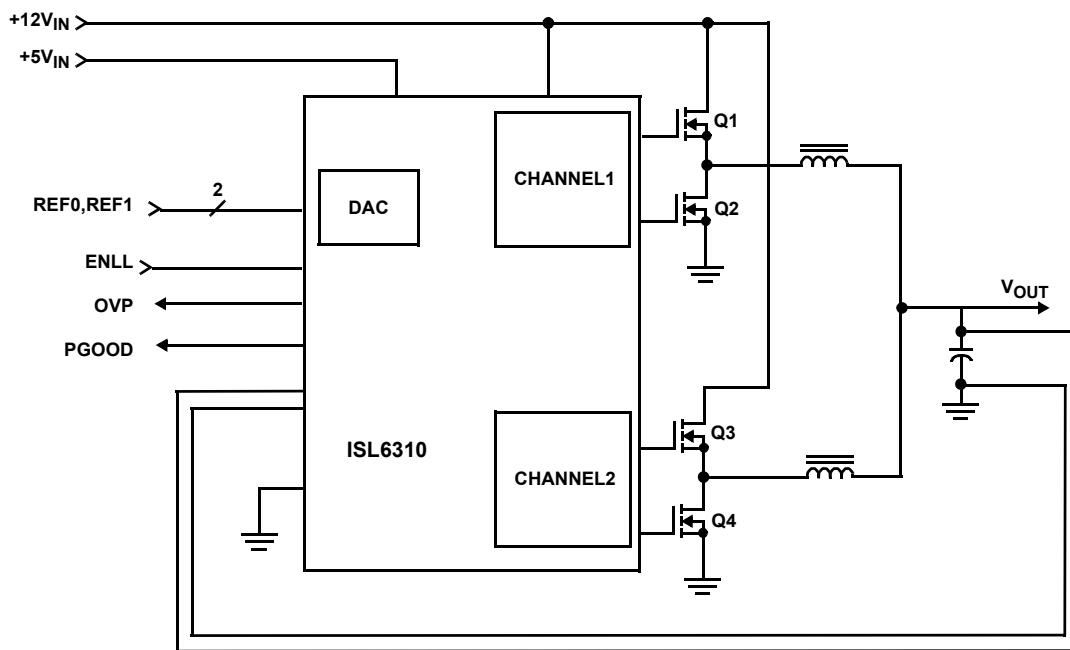 +12VIN
+5VIN
Q1
CHANNEL1
2
REF0,REF1
DAC
Q2
ENLL
VOUT
OVP
PGOOD
Q3
ISL6310
CHANNEL2
Q4